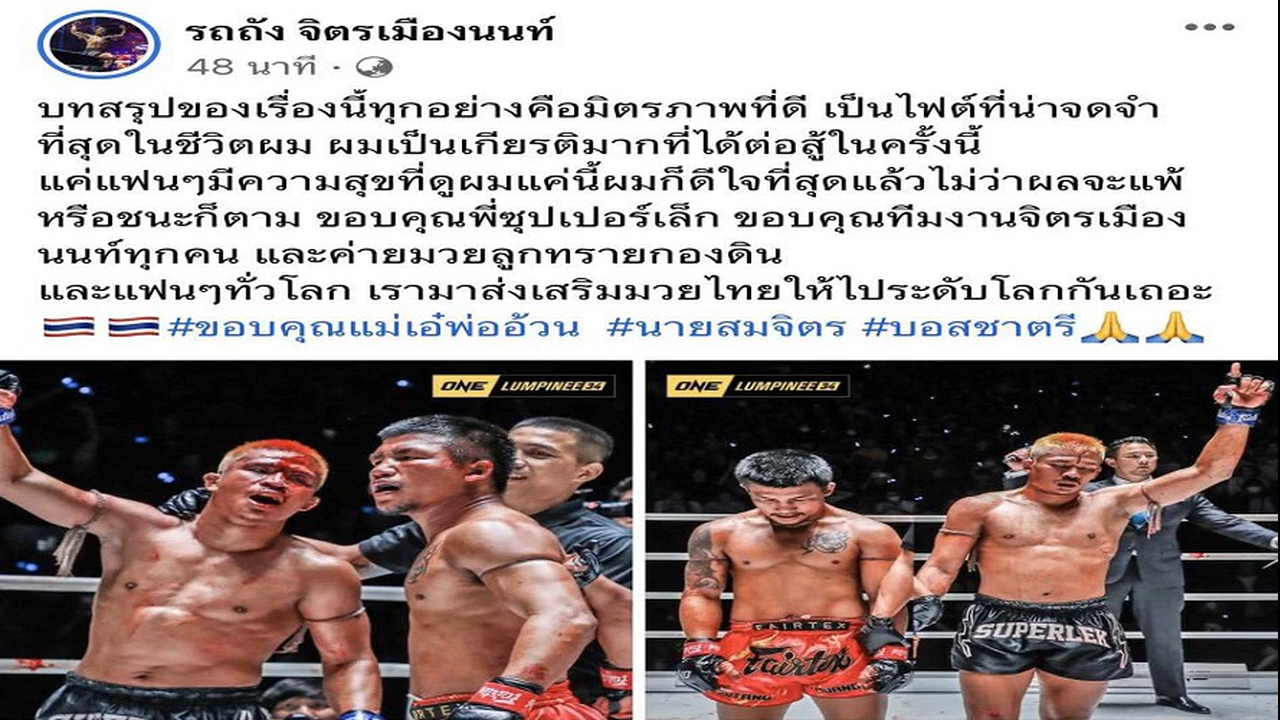 รถถัง จิตรเมืองนนท์
48 นาที ·
บทสรุปของเรื่องนี้ทุกอย่างคือมิตรภาพที่ดี เป็นไฟต์ที่น่าจดจำ
ที่สุดในชีวิตผม ผมเป็นเกียรติมากที่ได้ต่อสู้ในครั้งนี้
แค่แฟนๆมีความสุขที่ดูผมแค่นี้ผมก็ดีใจที่สุดแล้วไม่ว่าผลจะแพ้
หรือชนะก็ตาม ขอบคุณพี่ซุปเปอร์เล็ก ขอบคุณทีมงานจิตรเมือง
นนท์ทุกคน และค่ายมวยลูกทรายกองดิน
และแฟนๆทั่วโลก เรามาส่งเสริมมวยไทยให้ไประดับโลกกันเถอะ
🇹🇭 🇹🇭 #ขอบคุณแม่เอ๋พ่ออ้วน #นายสมจิตร #บอสชาตรี🙏 🙏
ONE LUMPINEE34
ONE LUMPINEE34
FAIRTEX
Fairtex
SUPERLEK